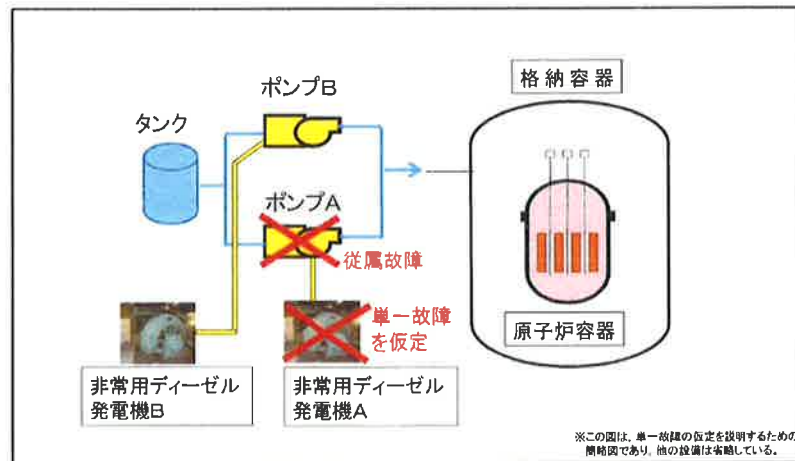 ポンプB
格納容器
タンク
ポンプA
従属故障
単一故障
を仮定
原子炉容器
非常用ディーゼル
発電機B
非常用ディーゼル
発電機A
※この図は、単一故障の仮定を説明するための
簡略図であり、他の設備は省略している。